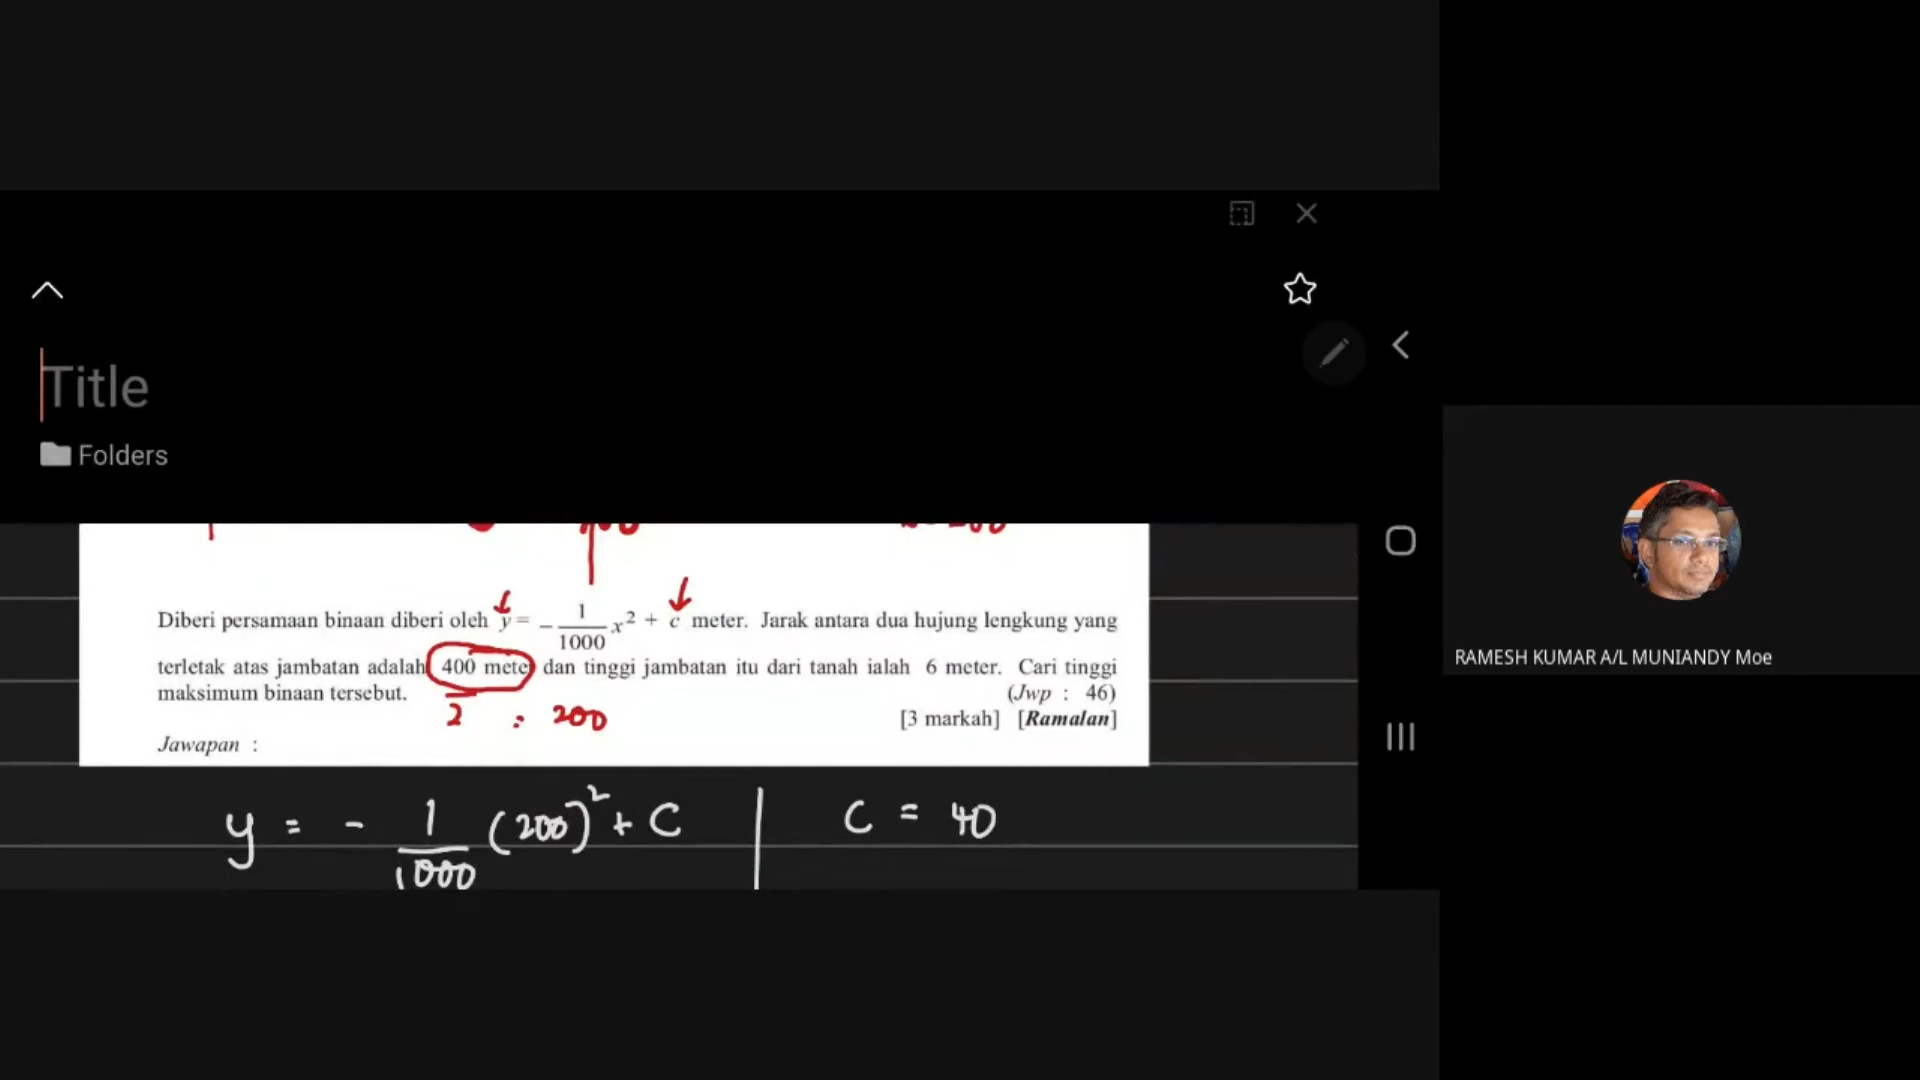 Title
Folders
Diberi persamaan binaan diberi oleh y = - 1/1000 x² + c meter. Jarak antara dua hujung lengkung yang
terletak atas jambatan adalah 400 mete dan tinggi jambatan itu dari tanah ialah 6 meter. Cari tinggi
maksimum binaan tersebut. (Jwp : 46)
2 : 200
[3 markah] [Ramalan]
Jawapan :
y = - 1/1000 (200)² + C | C = 40
RAMESH KUMAR A/L MUNIANDY Moe